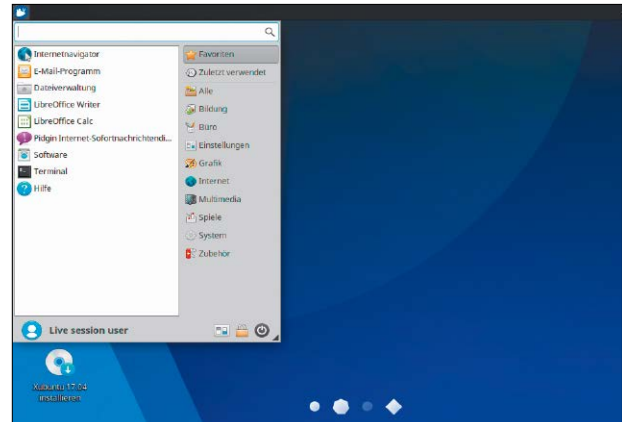 Internetnavigator
E-Mail-Programm
Dateiverwaltung
LibreOffice Writer
LibreOffice Calc
Pidgin Internet-Sofortnachrichtendi...
Software
Terminal
Hilfe
Favoriten
Zuletzt verwendet
Alle
Bildung
Büro
Einstellungen
Grafik
Internet
Multimedia
Spiele
System
Zubehör
Live session user
Xubuntu 17.04
installieren